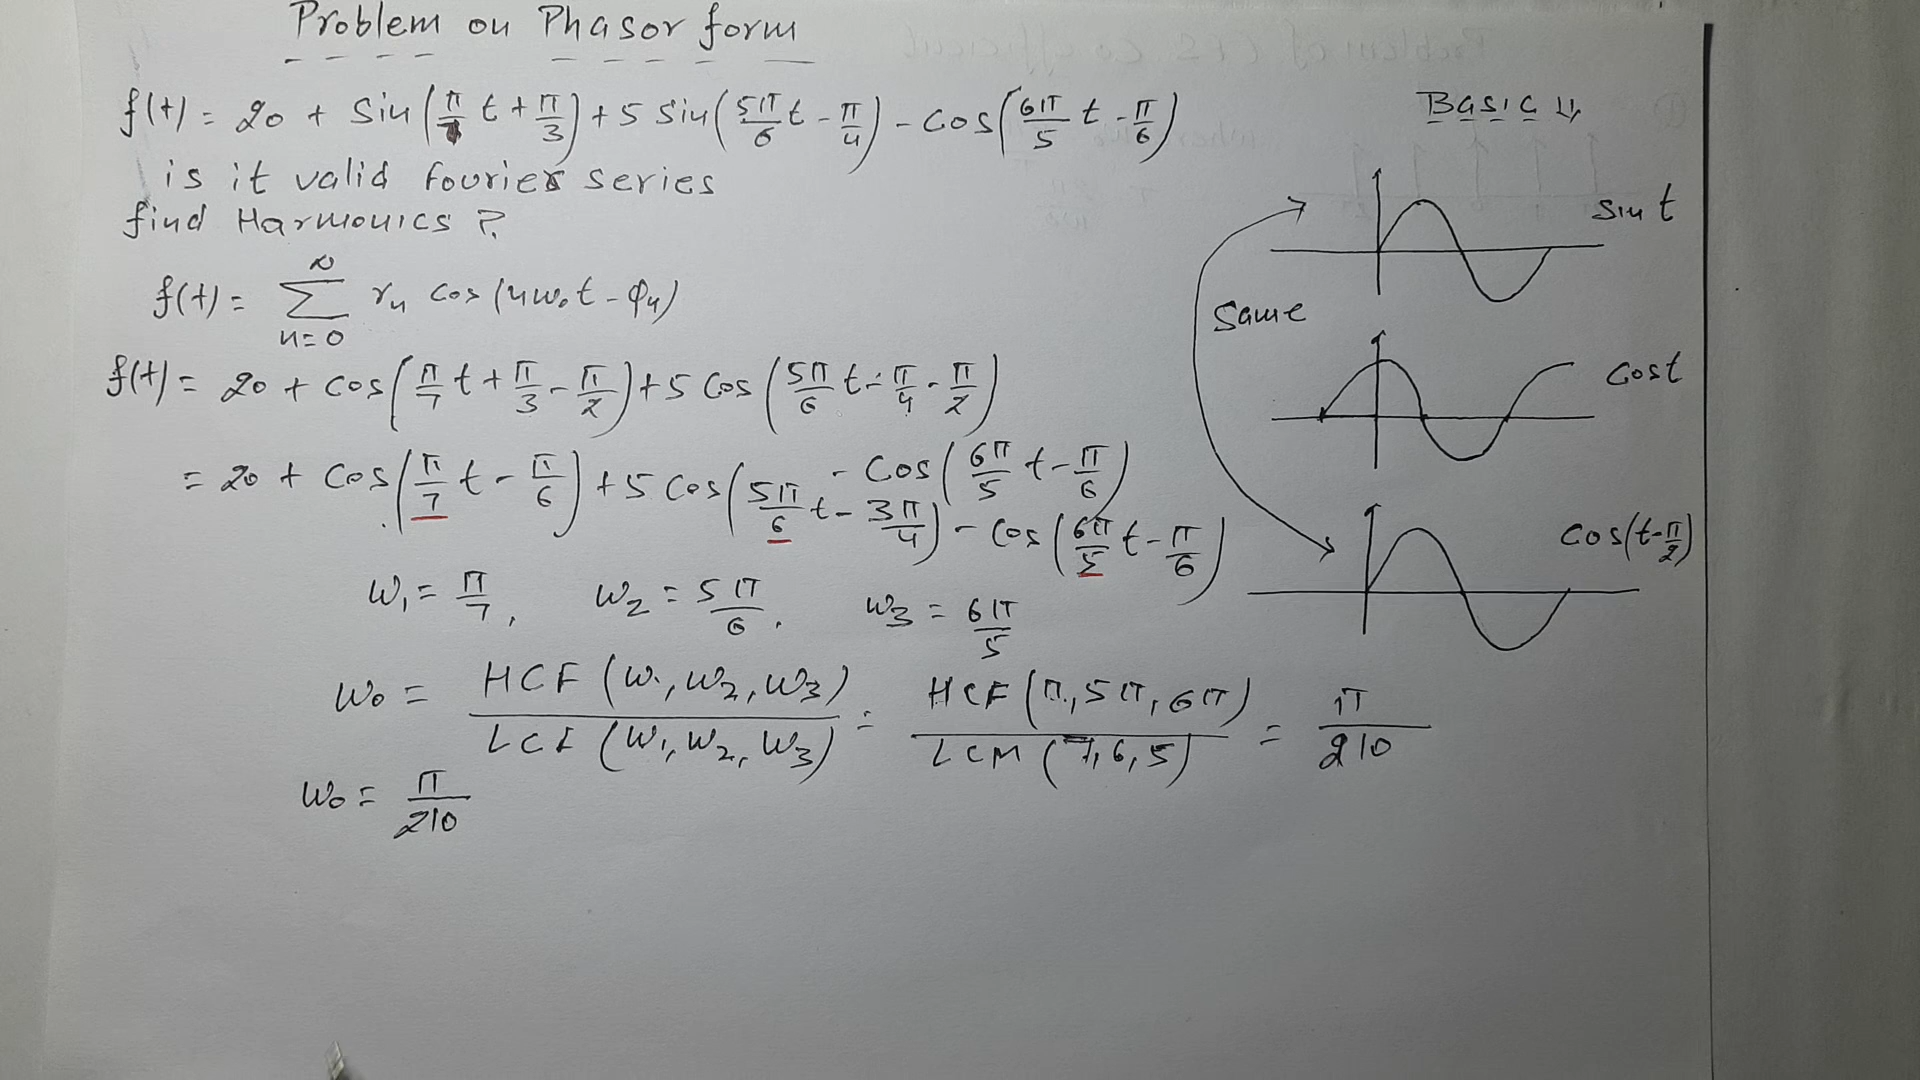 Problem on Phasor form
f(t) = 20 + Sin(π/7 t + π/3) + 5 Sin(5π/6 t - π/4) - cos(6π/5 t - π/6)
is it valid fourier series
find Harmonics ?
f(t) = ∑_{n=0}^{∞} rn cos(nω₀t - φn)
f(t) = 20 + cos(π/7 t + π/3 - π/2) + 5 Cos(5π/6 t - π/4 - π/2)
- Cos(6π/5 t - π/6)
= 20 + Cos(π/7 t - π/6) + 5 Cos(5π/6 t - 3π/4) - Cos(6π/5 t - π/6)
ω₁ = π/7, ω₂ = 5π/6, ω₃ = 6π/5
ω₀ = HCF(ω₁, ω₂, ω₃) / LCF(ω₁, ω₂, ω₃) = HCF(π, 5π, 6π) / LCM(7, 6, 5) = π/210
ω₀ = π/210
BASIC
Sin t
Same
Cost
Cos(t-π/2)